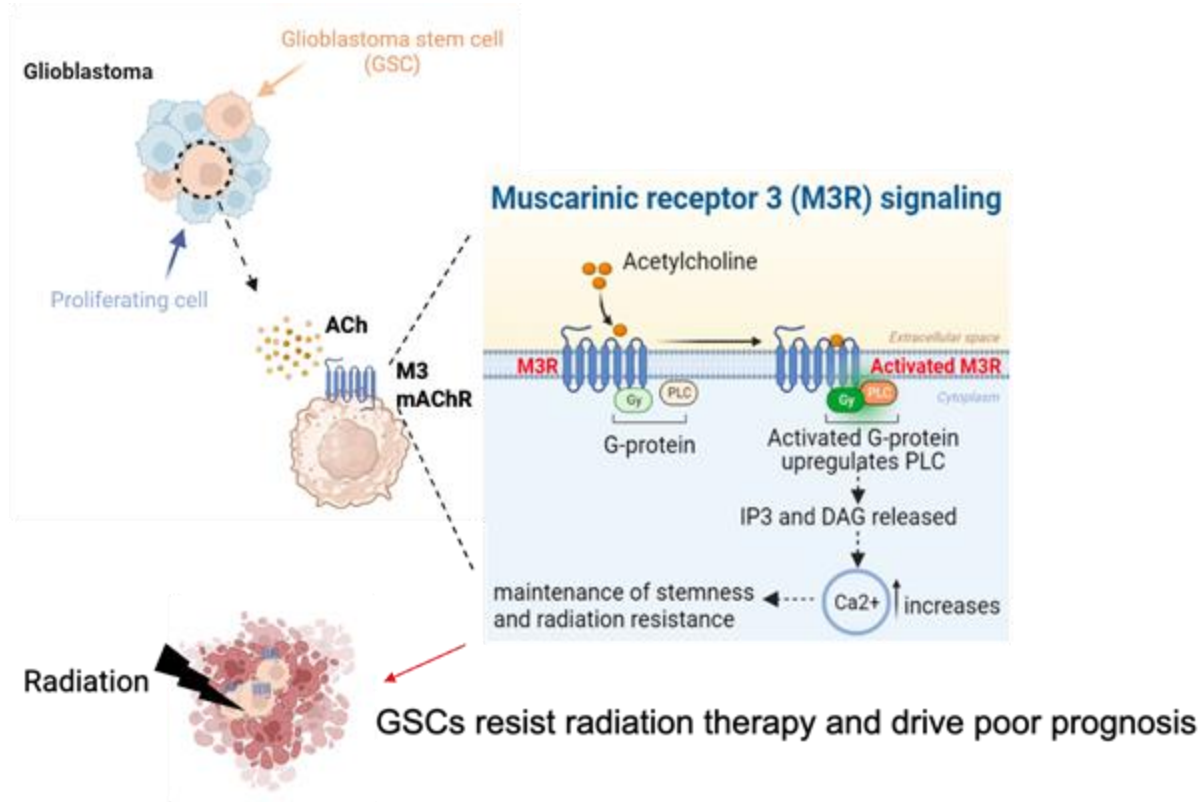 Glioblastoma stem cell
(GSC)
Glioblastoma
Proliferating cell
ACh
M3
mAChR
Muscarinic receptor 3 (M3R) signaling
Acetylcholine
Extracellular space
M3R
Activated M3R
Gy
PLC
Gy
PLC
Cytoplasm
G-protein
Activated G-protein
upregulates PLC
IP3 and DAG released
Ca2+
increases
maintenance of stemness
and radiation resistance
Radiation
GSCs resist radiation therapy and drive poor prognosis